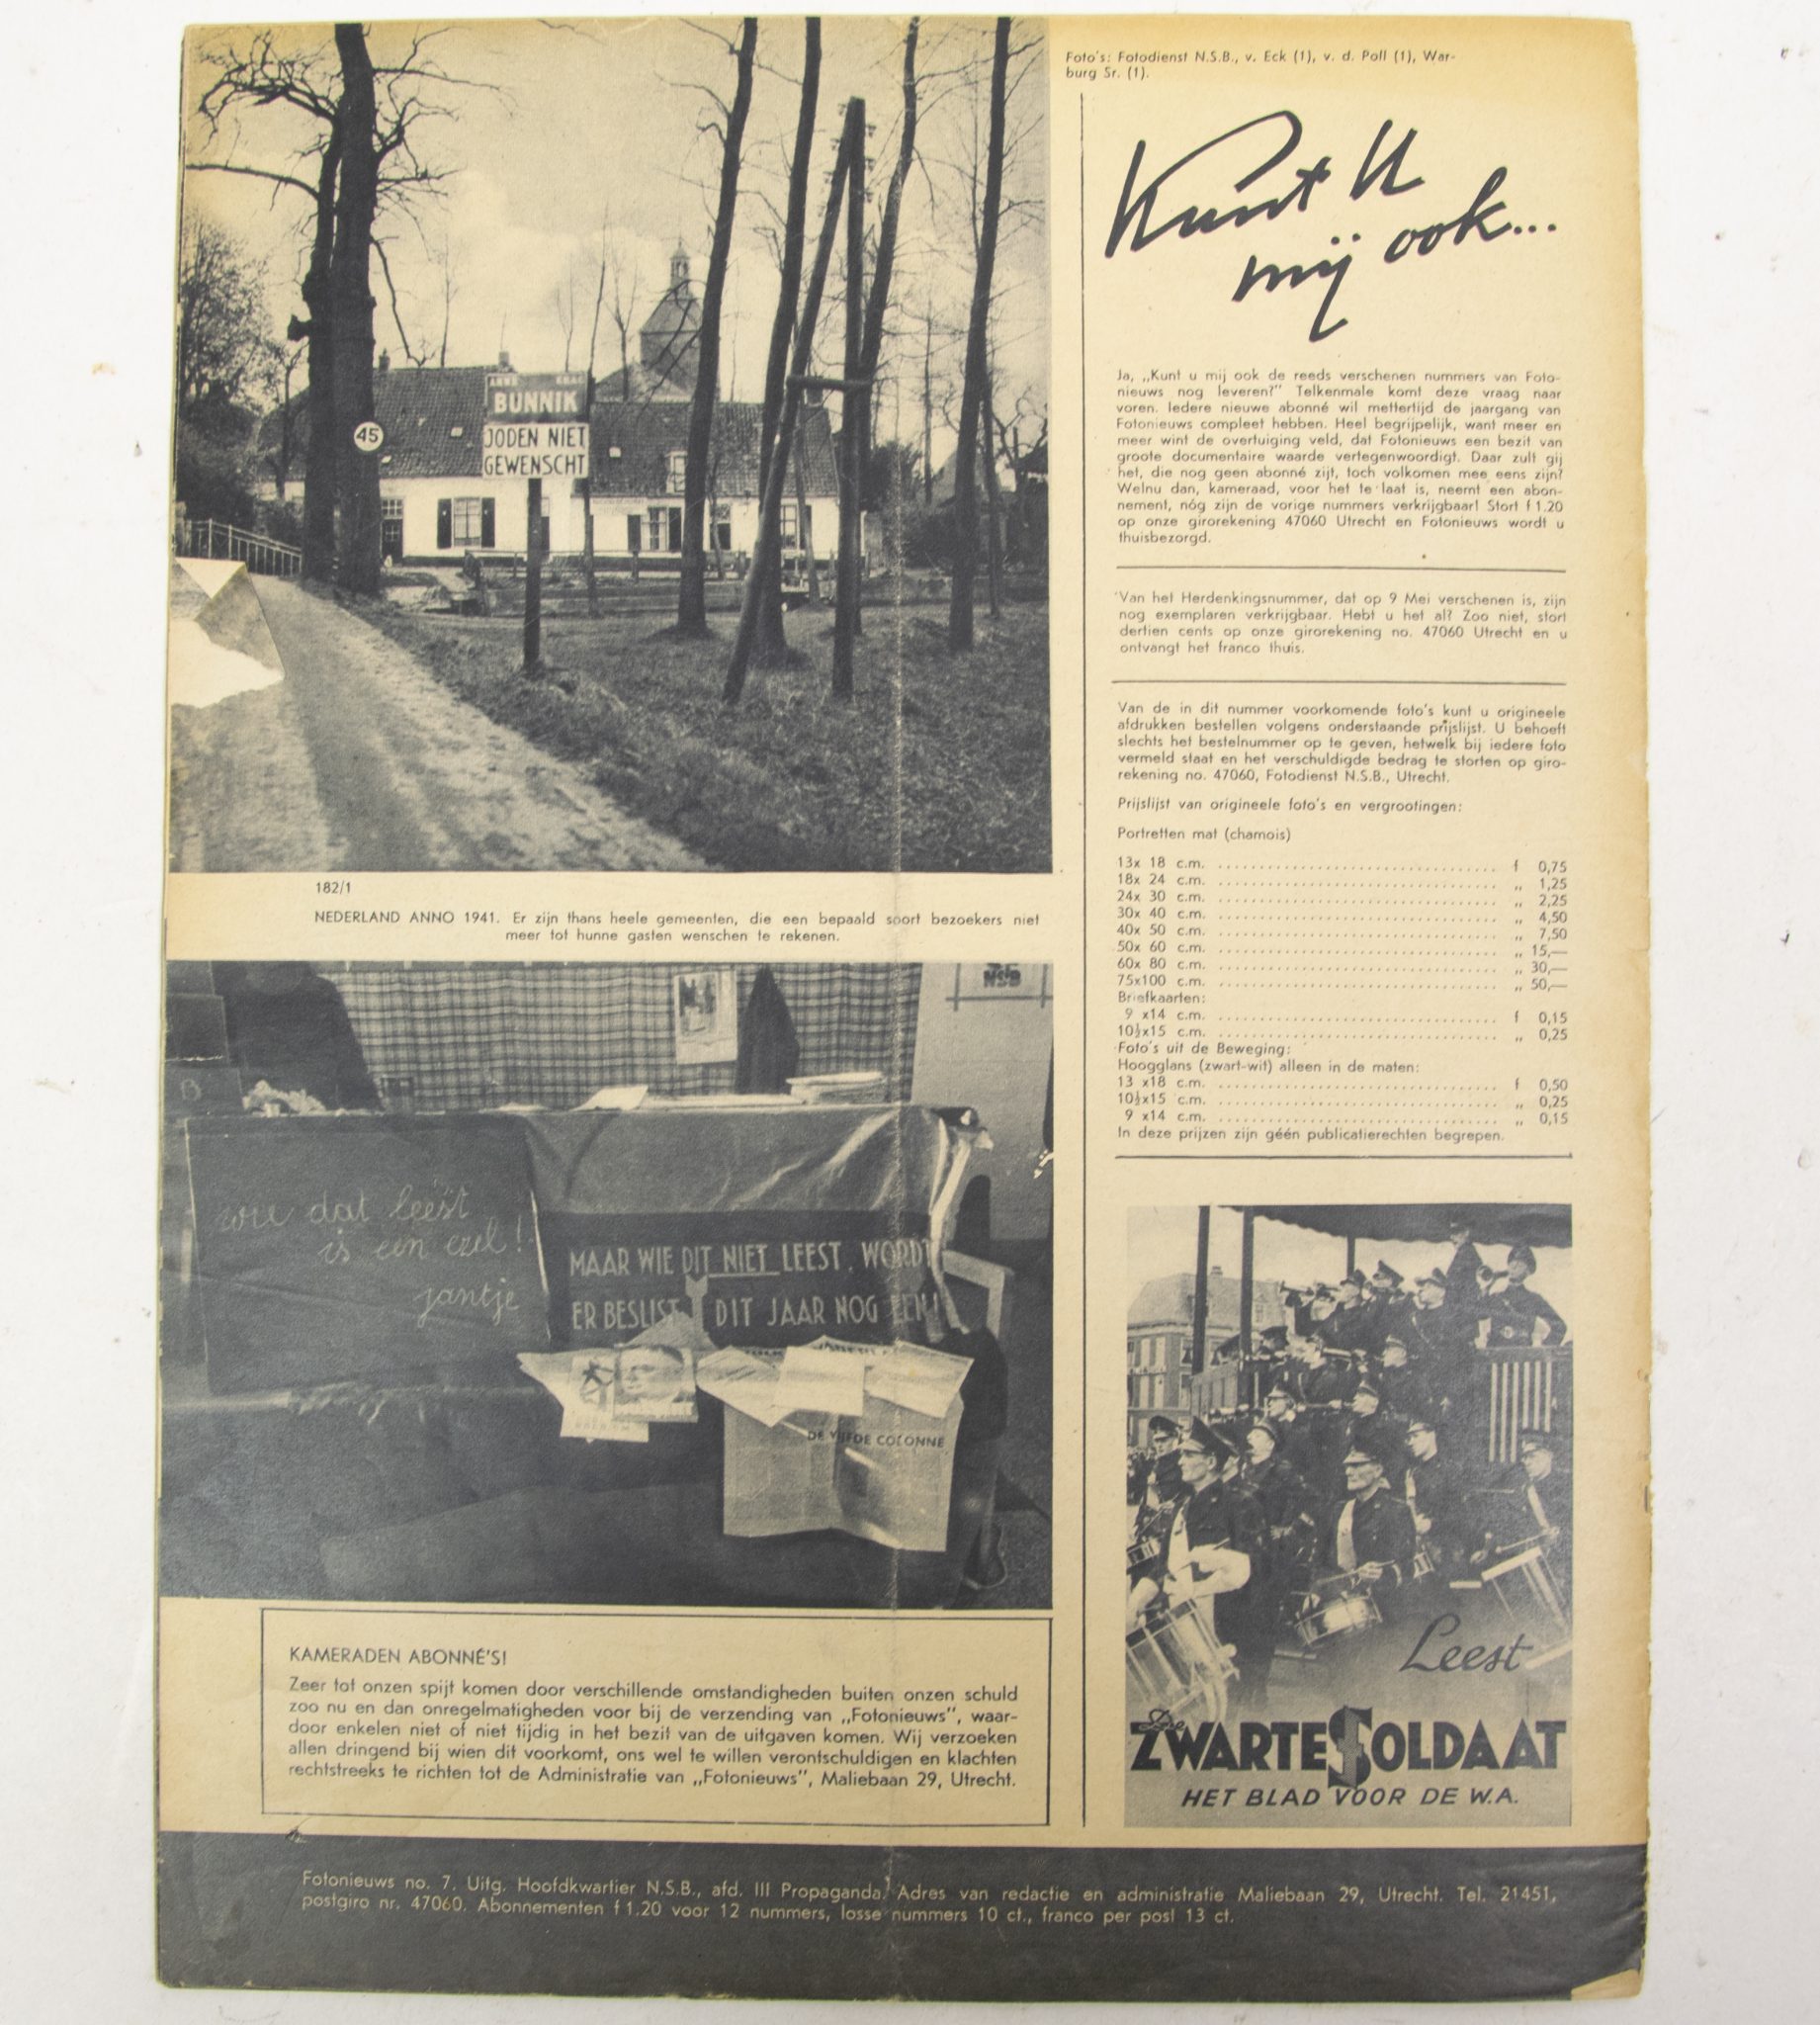 Foto's: Fotodienst N.S.B., v. Eck (1), v. d. Poll (1), War-
burg Sr. (1).
BUNNIK
JODEN NIET
GEWENSCHT
45
182/1
NEDERLAND ANNO 1941. Er zijn thans heele gemeenten, die een bepaald soort bezoekers niet
meer tot hunne gasten wenschen te rekenen.
NSB
B
wie dat leest
is een ezel!
jantje
MAAR WIE DIT NIET LEEST, WORDT
ER BESLIST DIT JAAR NOG EEN!
DE VIJFDE COLONNE
KAMERADEN ABONNÉ'S!
Zeer tot onzen spijt komen door verschillende omstandigheden buiten onzen schuld
zoo nu en dan onregelmatigheden voor bij de verzending van „Fotonieuws", waar-
door enkelen niet of niet tijdig in het bezit van de uitgaven komen. Wij verzoeken
allen dringend bij wien dit voorkomt, ons wel te willen verontschuldigen en klachten
rechtstreeks te richten tot de Administratie van „Fotonieuws", Maliebaan 29, Utrecht.
Kunt U
mij ook...
Ja, „Kunt u mij ook de reeds verschenen nummers van Foto-
nieuws nog leveren?" Telkenmale komt deze vraag naar
voren. Iedere nieuwe abonné wil mettertijd de jaargang van
Fotonieuws compleet hebben. Heel begrijpelijk, want meer en
meer wint de overtuiging veld, dat Fotonieuws een bezit van
groote documentaire waarde vertegenwoordigt. Daar zult gij
het, die nog geen abonné zijt, toch volkomen mee eens zijn?
Welnu dan, kameraad, voor het te laat is, neemt een abon-
nement, nóg zijn de vorige nummers verkrijgbaar! Stort f 1.20
op onze girorekening 47060 Utrecht en Fotonieuws wordt u
thuisbezorgd.
Van het Herdenkingsnummer, dat op 9 Mei verschenen is, zijn
nog exemplaren verkrijgbaar. Hebt u het al? Zoo niet, stort
dertien cents op onze girorekening no. 47060 Utrecht en u
ontvangt het franco thuis.
Van de in dit nummer voorkomende foto's kunt u origineele
afdrukken bestellen volgens onderstaande prijslijst. U behoeft
slechts het bestelnummer op te geven, hetwelk bij iedere foto
vermeld staat en het verschuldigde bedrag te storten op giro-
rekening no. 47060, Fotodienst N.S.B., Utrecht.
Prijslijst van origineele foto's en vergrootingen:
Portretten mat (chamois)
13x 18 c.m. .................... f 0,75
18x 24 c.m. .................... „ 1,25
24x 30 c.m. .................... „ 2,25
30x 40 c.m. .................... „ 4,50
40x 50 c.m. .................... „ 7,50
50x 60 c.m. .................... „ 15,—
60x 80 c.m. .................... „ 30,—
75x100 c.m. .................... „ 50,—
Briefkaarten:
9 x14 c.m. .................... f 0,15
10½x15 c.m. .................... „ 0,25
Foto's uit de Beweging:
Hoogglans (zwart-wit) alleen in de maten:
13 x18 c.m. .................... f 0,50
10½x15 c.m. .................... „ 0,25
9 x14 c.m. .................... „ 0,15
In deze prijzen zijn géén publicatierechten begrepen.
Leest
De ZWARTE SOLDAAT
HET BLAD VOOR DE W.A.
Fotonieuws no. 7. Uitg. Hoofdkwartier N.S.B., afd. III Propaganda. Adres van redactie en administratie Maliebaan 29, Utrecht. Tel. 21451,
postgiro nr. 47060. Abonnementen f 1.20 voor 12 nummers, losse nummers 10 ct., franco per post 13 ct.